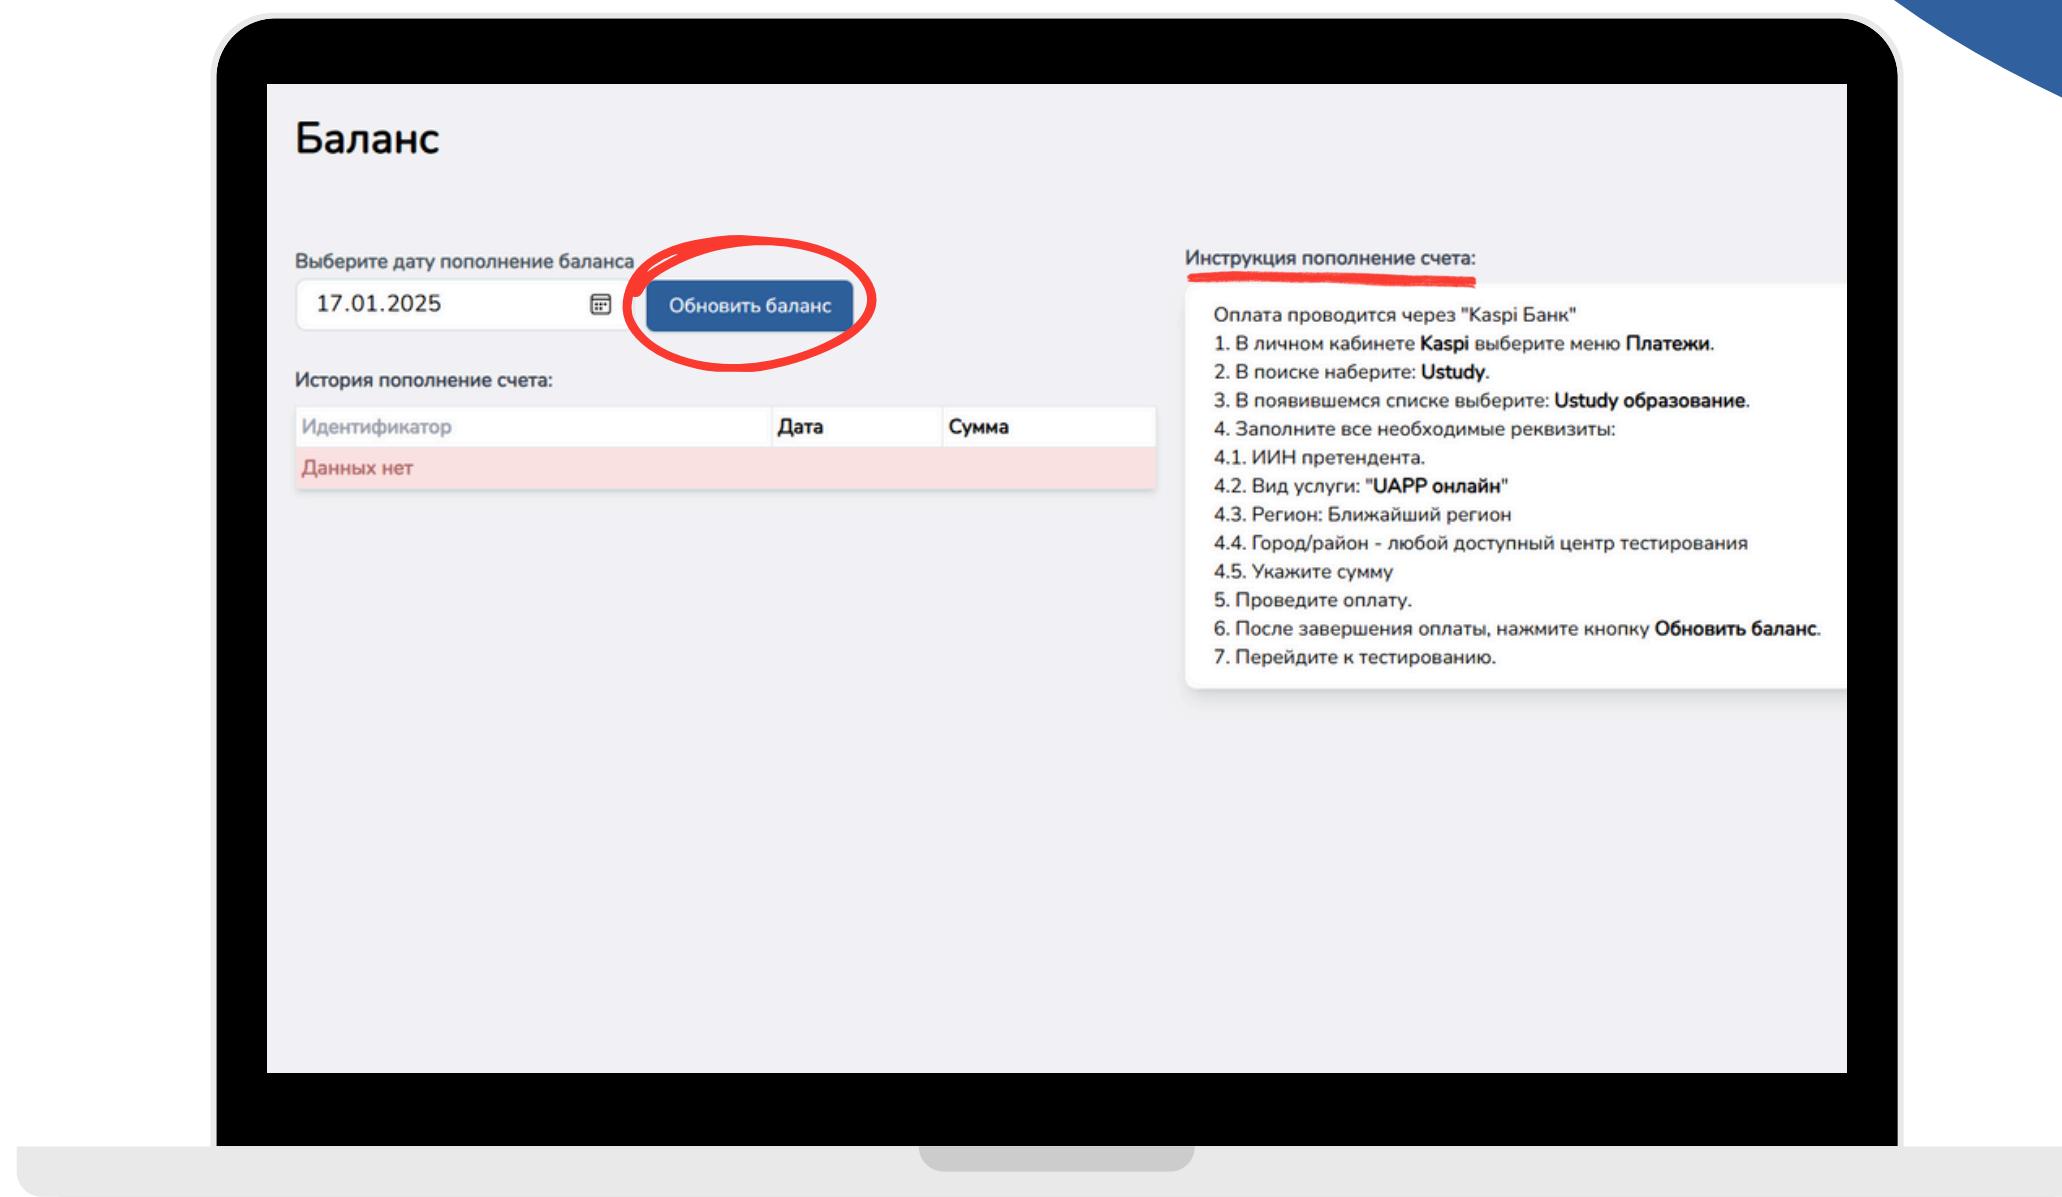 Баланс
Выберите дату пополнение баланса
17.01.2025
Обновить баланс
История пополнение счета:
Идентификатор Дата Сумма
Данных нет
Инструкция пополнение счета:
Оплата проводится через "Kaspi Банк"
1. В личном кабинете Kaspi выберите меню Платежи.
2. В поиске наберите: Ustudy.
3. В появившемся списке выберите: Ustudy образование.
4. Заполните все необходимые реквизиты:
4.1. ИИН претендента.
4.2. Вид услуги: "UAPP онлайн"
4.3. Регион: Ближайший регион
4.4. Город/район - любой доступный центр тестирования
4.5. Укажите сумму
5. Проведите оплату.
6. После завершения оплаты, нажмите кнопку Обновить баланс.
7. Перейдите к тестированию.